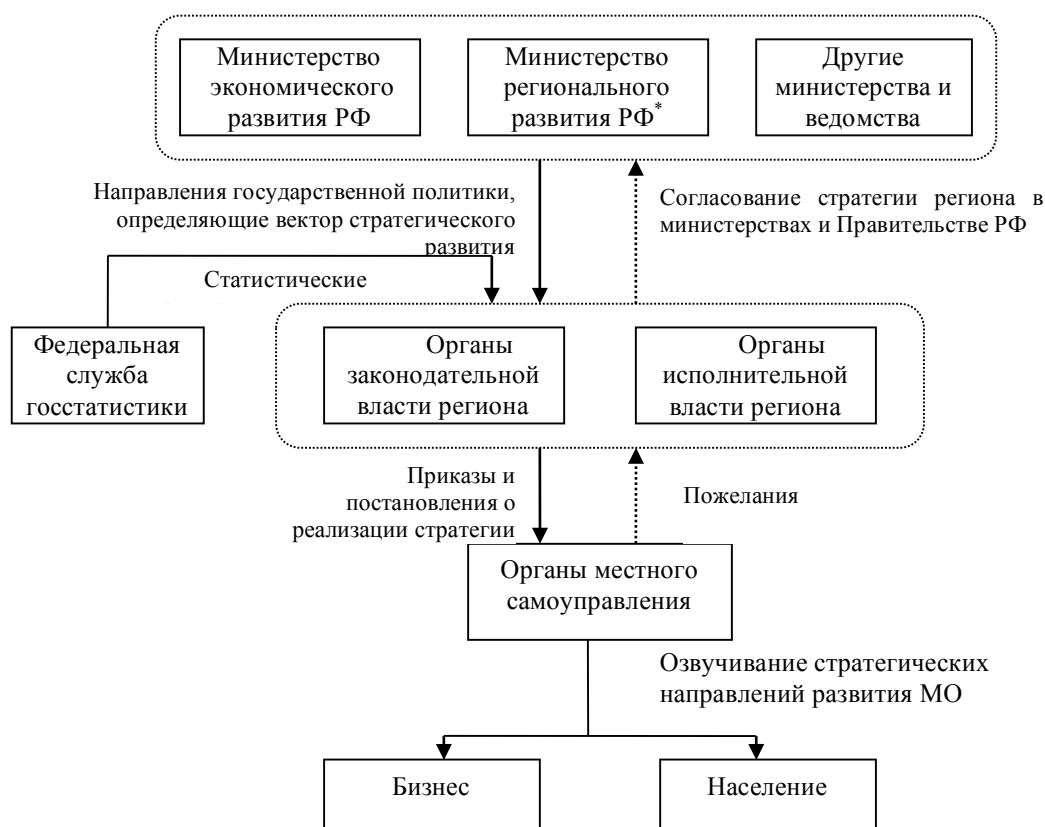 Министерство
экономического
развития РФ
Министерство
регионального
развития РФ*
Другие
министерства и
ведомства
Направления государственной политики,
определяющие вектор стратегического
развития
Согласование стратегии региона в
министерствах и Правительстве РФ
Статистические
Федеральная
служба
госстатистики
Органы
законодательной
власти региона
Органы
исполнительной
власти региона
Приказы и
постановления о
реализации стратегии
Пожелания
Органы местного
самоуправления
Озвучивание стратегических
направлений развития МО
Бизнес
Население